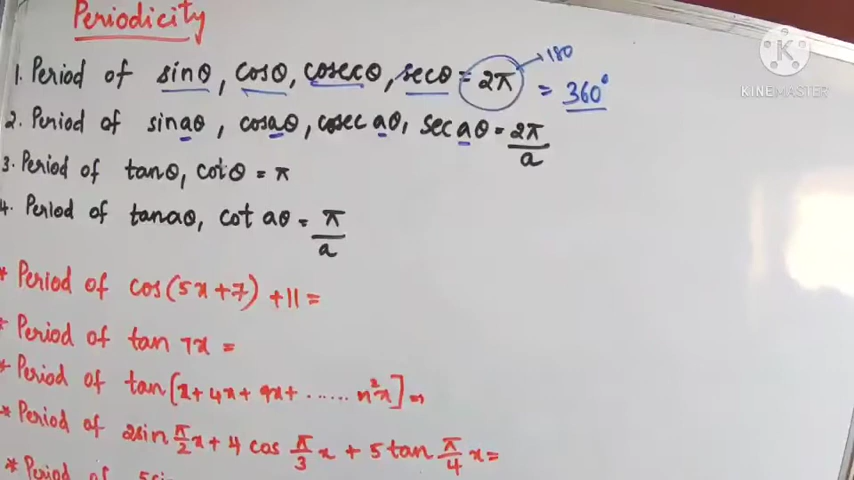 Periodicity
1. Period of sinθ, cosθ, cosecθ, secθ = 2π → 180 = 360°
2. Period of sinaθ, cosaθ, cosec aθ, sec aθ = 2π/a
3. Period of tanθ, cotθ = π
4. Period of tanaθ, cot aθ = π/a
* Period of cos(5x+7) +11 =
* Period of tan 7x =
* Period of tan[x+4x+9x+......n²x] =
* Period of 2sin π/2 x + 4 cos π/3 x + 5 tan π/4 x =
* Period of
K
KINEMASTER